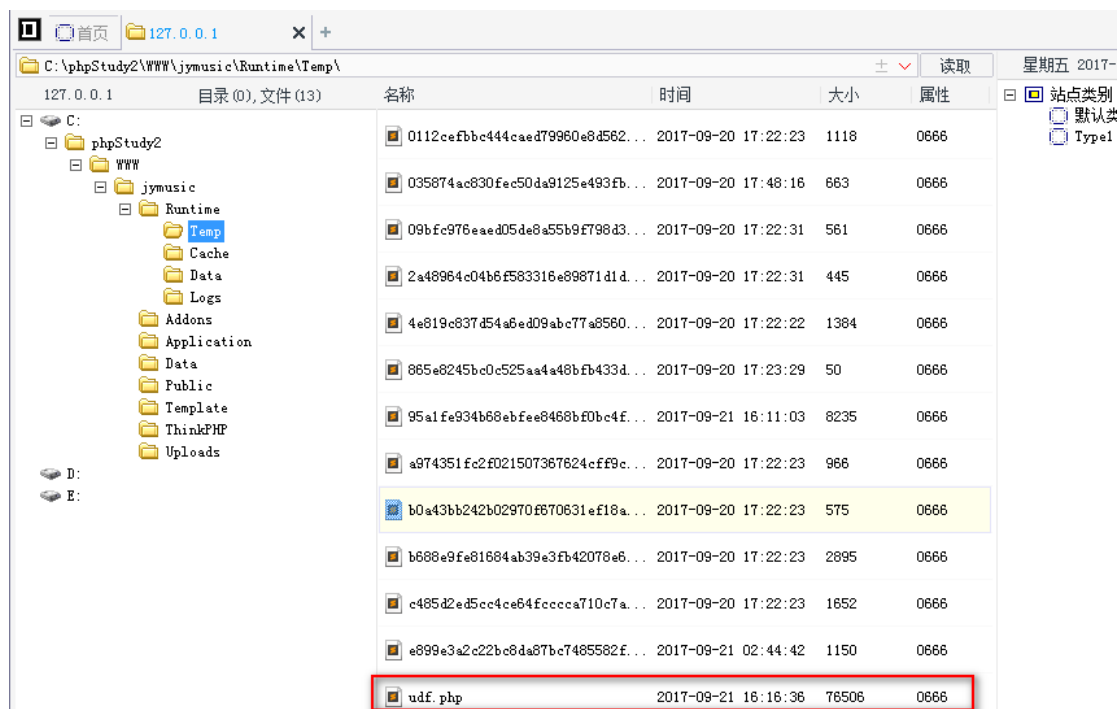 首页 127.0.0.1
C:\phpStudy2\WWW\jymusic\Runtime\Temp\ 读取 星期五 2017-
127.0.0.1 目录(0),文件(13) 名称 时间 大小 属性
C:
phpStudy2
WWW
jymusic
Runtime
Temp
Cache
Data
Logs
Addons
Application
Data
Public
Template
ThinkPHP
Uploads
D:
E:
0112cefbbc444caed79960e8d562... 2017-09-20 17:22:23 1118 0666
035874ac830fec50da9125e493fb... 2017-09-20 17:48:16 663 0666
09bfc976eaed05de8a55b9f798d3... 2017-09-20 17:22:31 561 0666
2a48964c04b6f583316e89871d1d... 2017-09-20 17:22:31 445 0666
4e819c837d54a6ed09abc77a8560... 2017-09-20 17:22:22 1384 0666
865e8245bc0c525aa4a48bfb433d... 2017-09-20 17:23:29 50 0666
95a1fe934b68ebfee8468bf0bc4f... 2017-09-21 16:11:03 8235 0666
a974351fc2f021507367624cff9c... 2017-09-20 17:22:23 966 0666
b0a43bb242b02970f670631ef18a... 2017-09-20 17:22:23 575 0666
b688e9fe81684ab39e3fb42078e6... 2017-09-20 17:22:23 2895 0666
c485d2ed5cc4ce64fcccca710c7a... 2017-09-20 17:22:23 1652 0666
e899e3a2c22bc8da87bc7485582f... 2017-09-21 02:44:42 1150 0666
udf.php 2017-09-21 16:16:36 76506 0666
站点类别
默认类
Type1